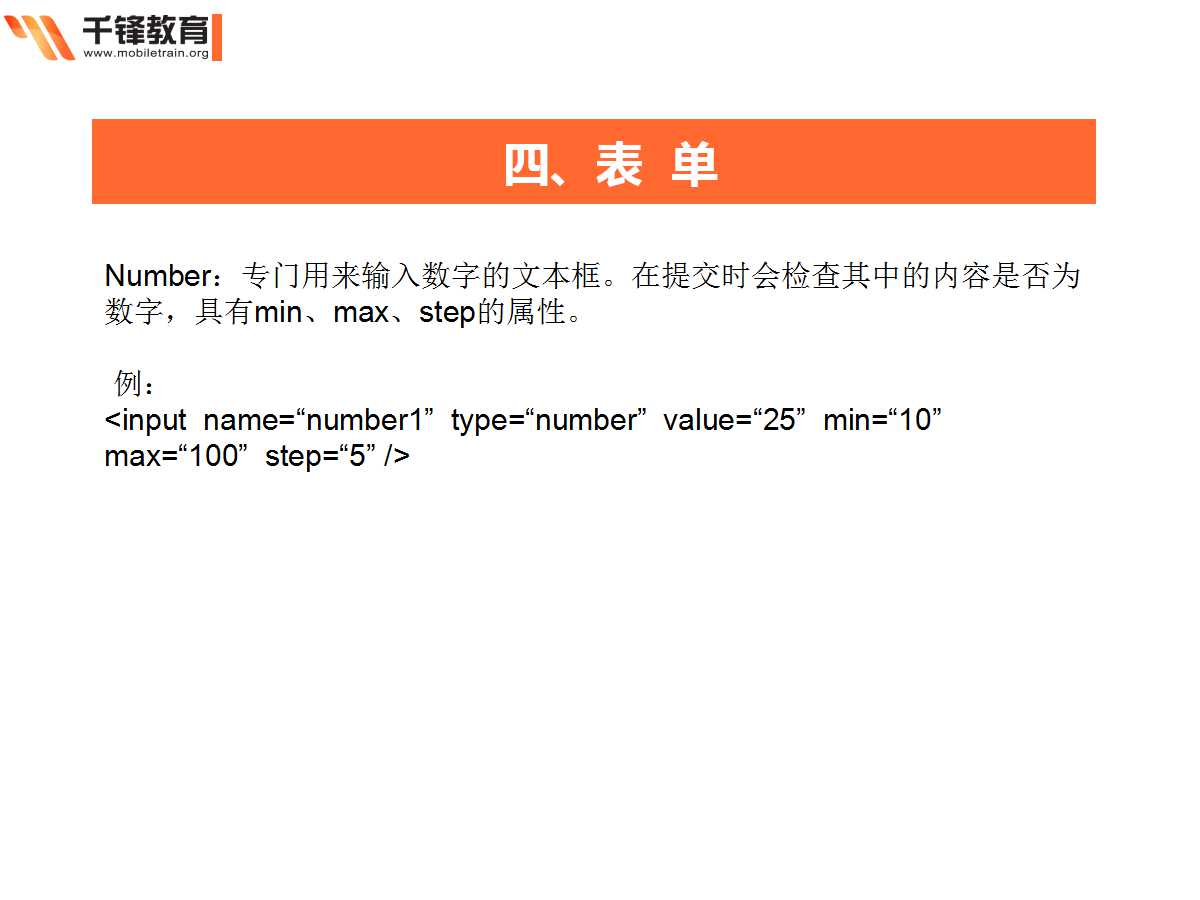 千锋教育
www.mobiletrain.org
四、表 单
Number：专门用来输入数字的文本框。在提交时会检查其中的内容是否为
数字，具有min、max、step的属性。
例：
<input name=“number1” type=“number” value=“25” min=“10”
max=“100” step=“5” />